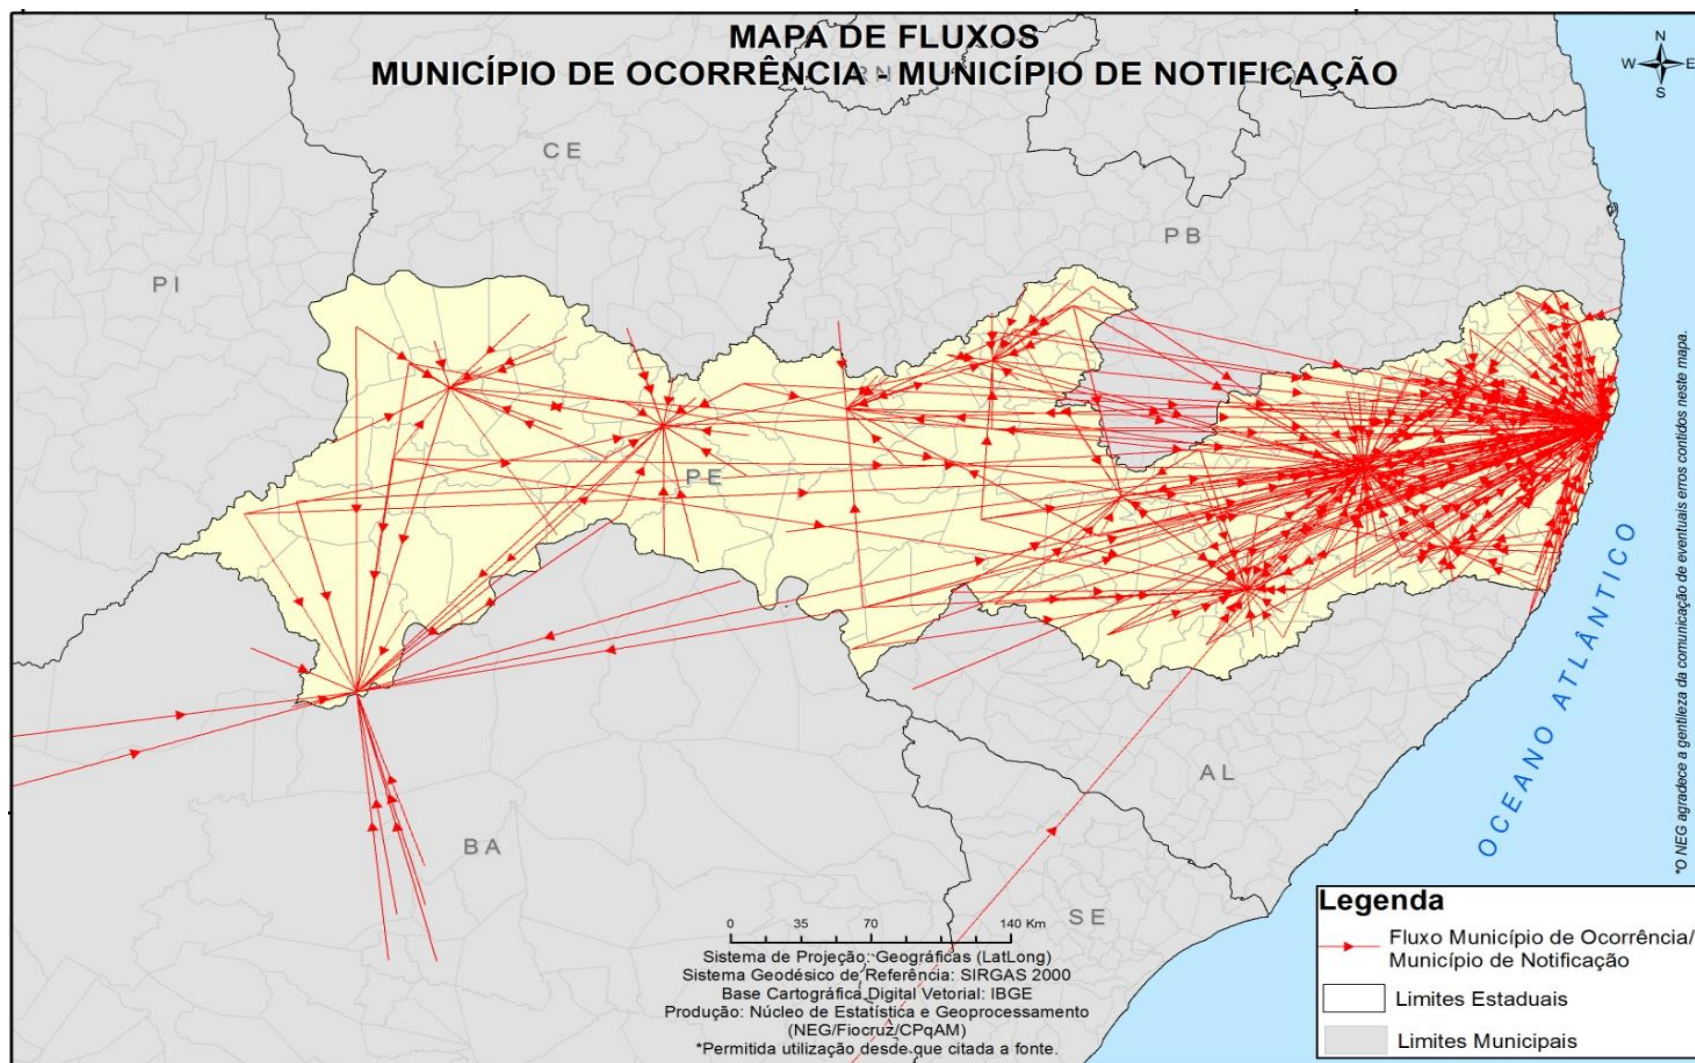 MAPA DE FLUXOS
MUNICÍPIO DE OCORRÊNCIA - MUNICÍPIO DE NOTIFICAÇÃO
RN
N
W
E
S
CE
PB
PI
PE
*O NEG agradece a gentileza da comunicação de eventuais erros contidos neste mapa.
OCEANO ATLÂNTICO
AL
BA
SE
0 35 70 140 Km
Sistema de Projeção: Geográficas (LatLong)
Sistema Geodésico de Referência: SIRGAS 2000
Base Cartográfica Digital Vetorial: IBGE
Produção: Núcleo de Estatística e Geoprocessamento
(NEG/Fiocruz/CPqAM)
*Permitida utilização desde que citada a fonte.
Legenda
Fluxo Município de Ocorrência/
Município de Notificação
Limites Estaduais
Limites Municipais